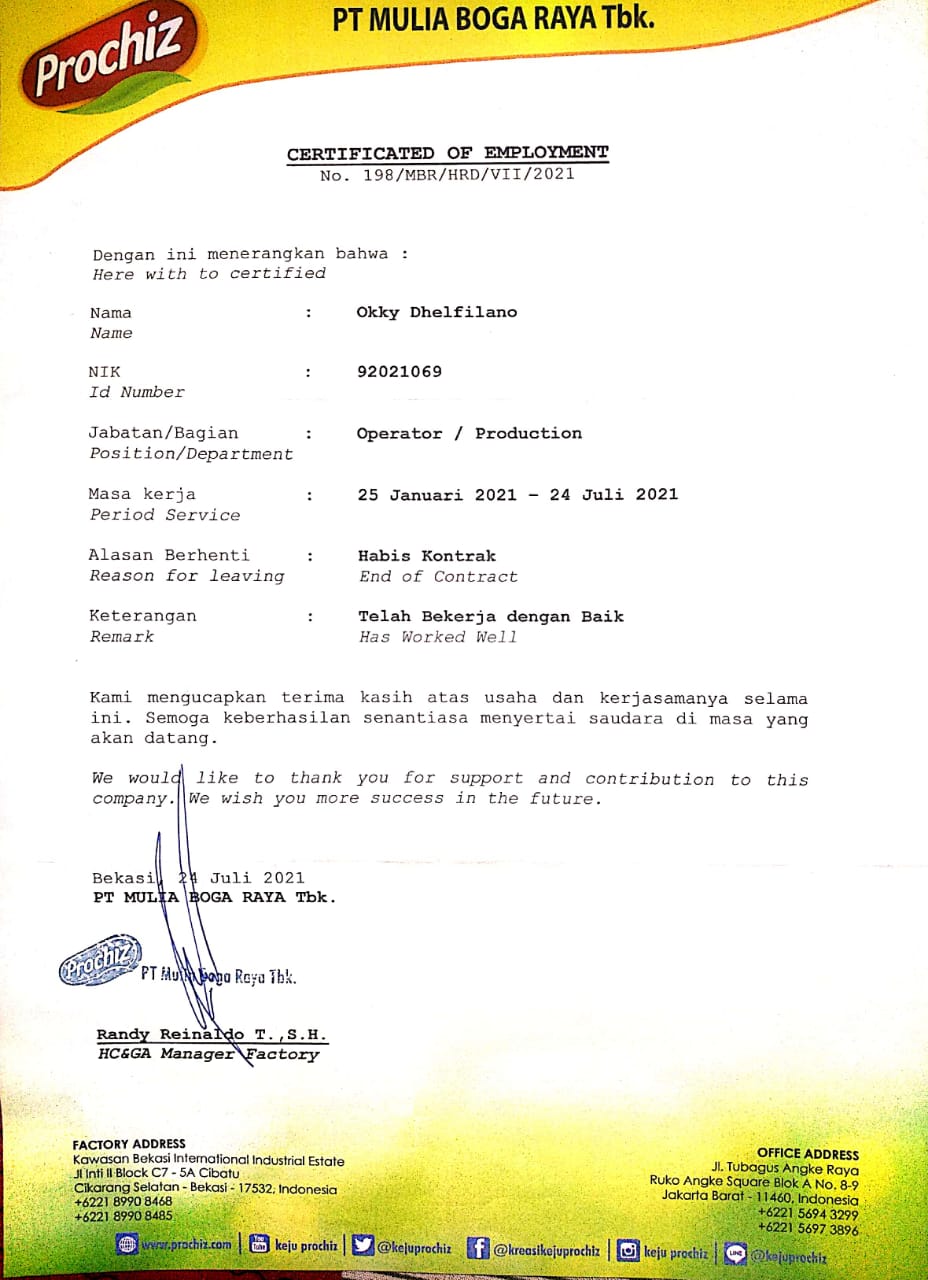 Prochiz
PT MULIA BOGA RAYA Tbk.
CERTIFICATED OF EMPLOYMENT
No. 198/MBR/HRD/VII/2021
Dengan ini menerangkan bahwa :
Here with to certified
Nama : Okky Dhelfilano
Name
NIK : 92021069
Id Number
Jabatan/Bagian : Operator / Production
Position/Department
Masa kerja : 25 Januari 2021 – 24 Juli 2021
Period Service
Alasan Berhenti : Habis Kontrak
Reason for leaving End of Contract
Keterangan : Telah Bekerja dengan Baik
Remark Has Worked Well
Kami mengucapkan terima kasih atas usaha dan kerjasamanya selama
ini. Semoga keberhasilan senantiasa menyertai saudara di masa yang
akan datang.
We would like to thank you for support and contribution to this
company. We wish you more success in the future.
Bekasi, 24 Juli 2021
PT MULIA BOGA RAYA Tbk.
Prochiz
PT Mulia Boga Raya Tbk.
Randy Reinaldo T.,S.H.
HC&GA Manager Factory
FACTORY ADDRESS
Kawasan Bekasi International Industrial Estate
Jl Inti II Block C7 - 5A Cibatu
Cikarang Selatan - Bekasi - 17532, Indonesia
+6221 8990 8468
+6221 8990 8485
OFFICE ADDRESS
Jl. Tubagus Angke Raya
Ruko Angke Square Blok A No. 8-9
Jakarta Barat - 11460, Indonesia
+6221 5694 3299
+6221 5697 3896
www.prochiz.com | You Tube keju prochiz | @kejuprochiz | @kreasikejuprochiz | keju prochiz | LINE @kejuprochiz